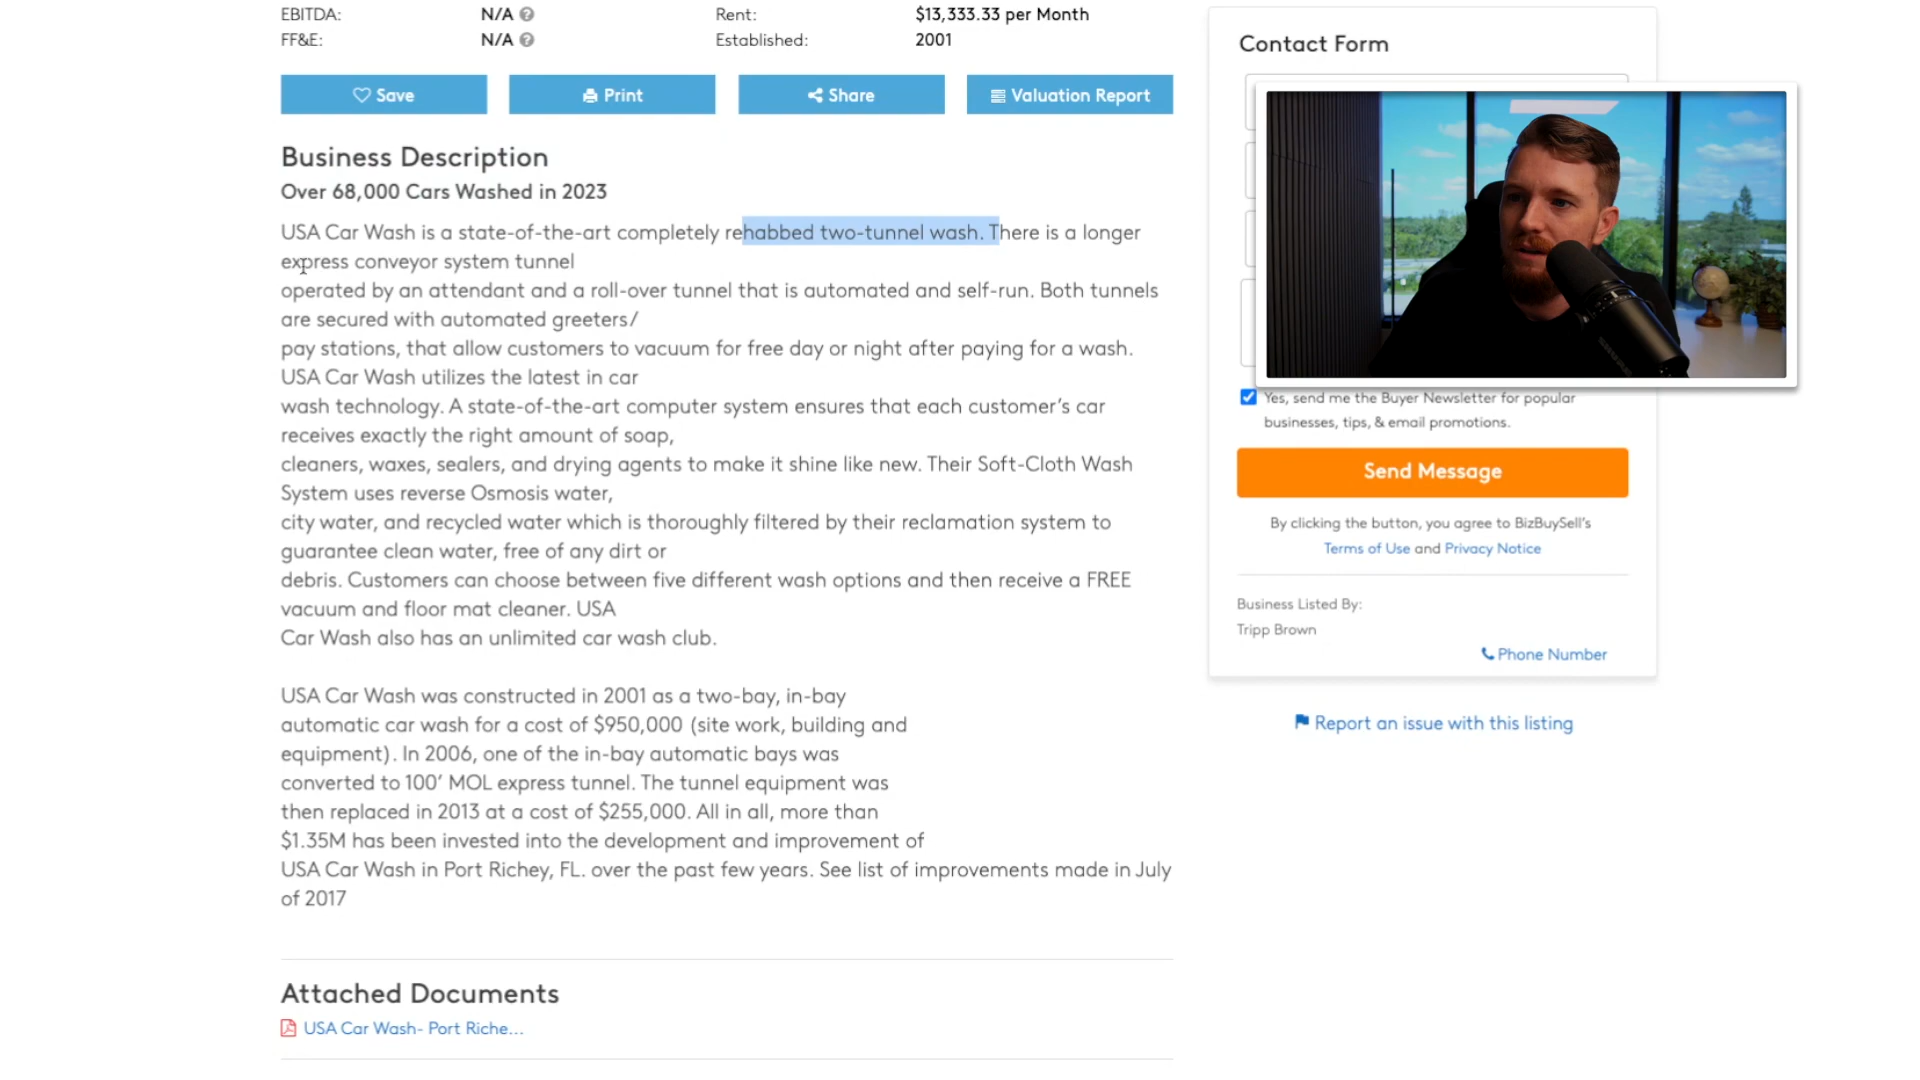 EBITDA: N/A
Rent: $13,333.33 per Month
FF&E: N/A
Established: 2001
Save
Print
Share
Valuation Report
Business Description
Over 68,000 Cars Washed in 2023
USA Car Wash is a state-of-the-art completely rehabbed two-tunnel wash. There is a longer
express conveyor system tunnel
operated by an attendant and a roll-over tunnel that is automated and self-run. Both tunnels
are secured with automated greeters/
pay stations, that allow customers to vacuum for free day or night after paying for a wash.
USA Car Wash utilizes the latest in car
wash technology. A state-of-the-art computer system ensures that each customer's car
receives exactly the right amount of soap,
cleaners, waxes, sealers, and drying agents to make it shine like new. Their Soft-Cloth Wash
System uses reverse Osmosis water,
city water, and recycled water which is thoroughly filtered by their reclamation system to
guarantee clean water, free of any dirt or
debris. Customers can choose between five different wash options and then receive a FREE
vacuum and floor mat cleaner. USA
Car Wash also has an unlimited car wash club.
USA Car Wash was constructed in 2001 as a two-bay, in-bay
automatic car wash for a cost of $950,000 (site work, building and
equipment). In 2006, one of the in-bay automatic bays was
converted to 100' MOL express tunnel. The tunnel equipment was
then replaced in 2013 at a cost of $255,000. All in all, more than
$1.35M has been invested into the development and improvement of
USA Car Wash in Port Richey, FL. over the past few years. See list of improvements made in July
of 2017
Attached Documents
USA Car Wash- Port Riche...
Contact Form
Yes, send me the Buyer Newsletter for popular
businesses, tips, & email promotions.
Send Message
By clicking the button, you agree to BizBuySell's
Terms of Use and Privacy Notice
Business Listed By:
Tripp Brown
Phone Number
Report an issue with this listing